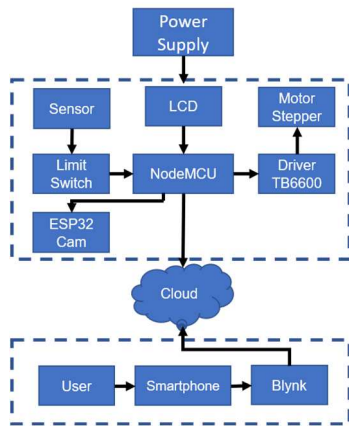 Power
Supply
Sensor
LCD
Motor
Stepper
Limit
Switch
NodeMCU
Driver
TB6600
ESP32
Cam
Cloud
User
Smartphone
Blynk